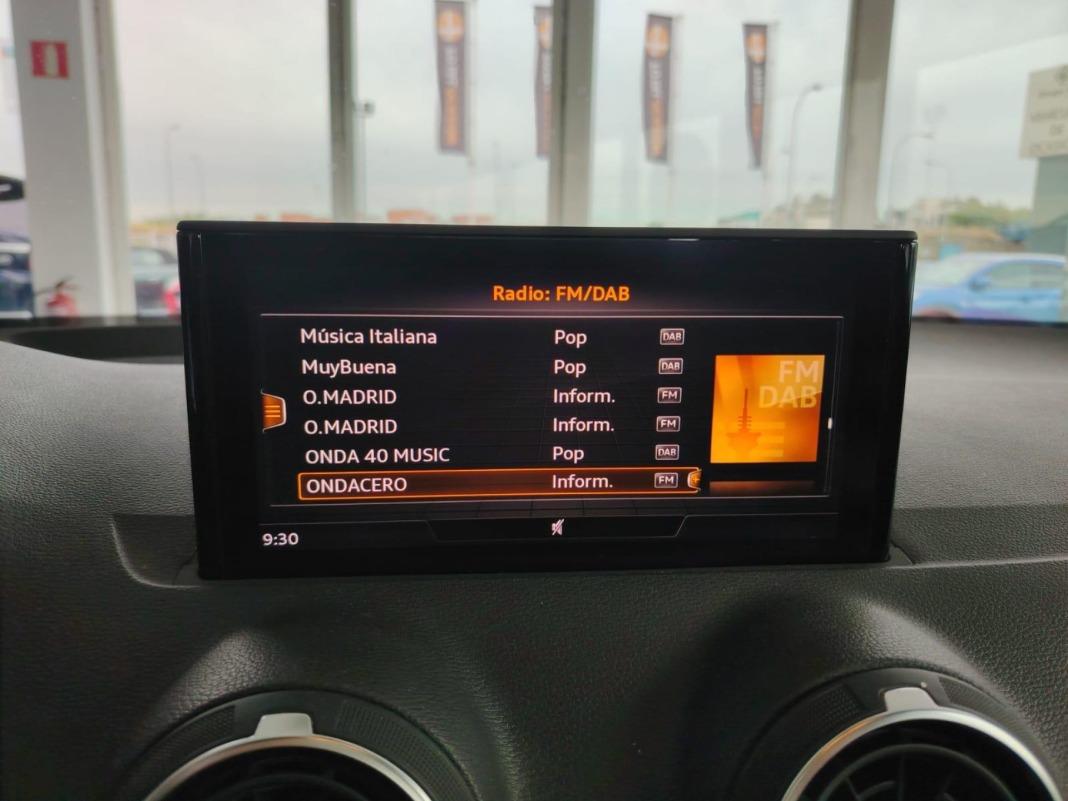 Radio: FM/DAB
Música Italiana Pop DAB
MuyBuena Pop DAB
O.MADRID Inform. FM
O.MADRID Inform. FM
ONDA 40 MUSIC Pop DAB
ONDACERO Inform. FM
FM
DAB
9:30